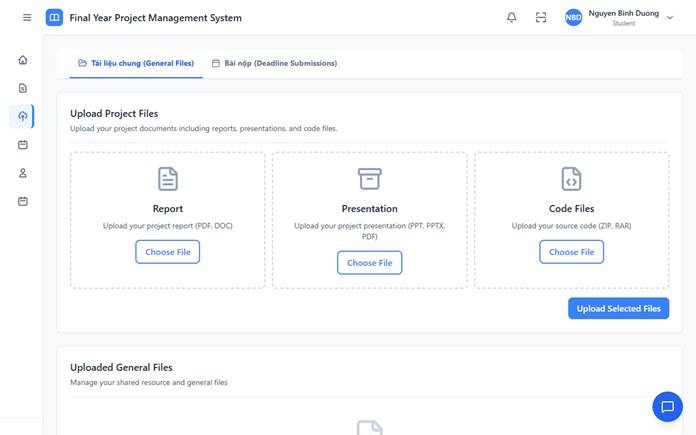 Final Year Project Management System
NBD
Nguyen Binh Duong
Student
Tài liệu chung (General Files)
Bài nộp (Deadline Submissions)
Upload Project Files
Upload your project documents including reports, presentations, and code files.
Report
Upload your project report (PDF, DOC)
Choose File
Presentation
Upload your project presentation (PPT, PPTX,
PDF)
Choose File
Code Files
Upload your source code (ZIP, RAR)
Choose File
Upload Selected Files
Uploaded General Files
Manage your shared resource and general files